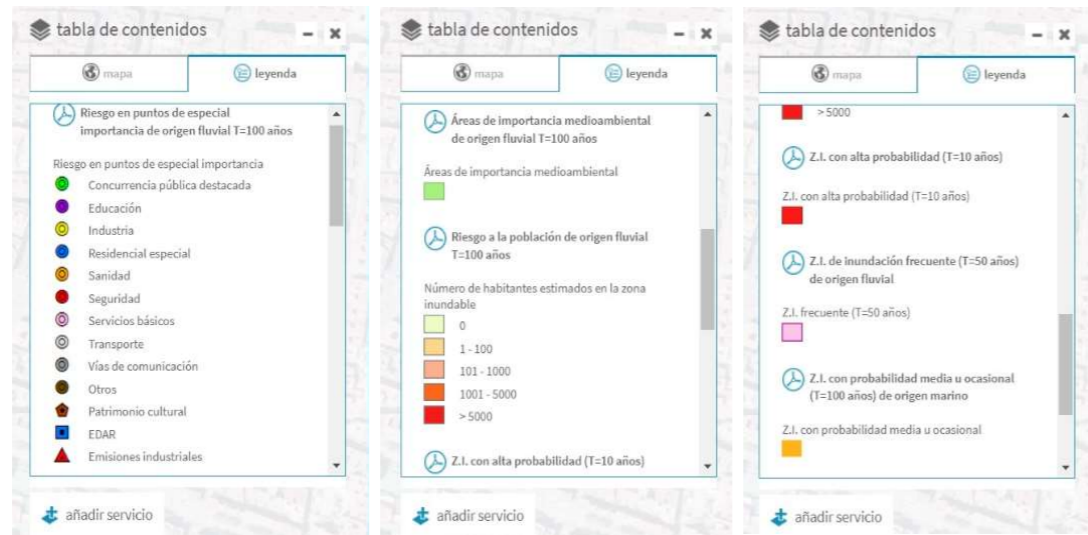 tabla de contenidos
mapa
leyenda
Riesgo en puntos de especial
importancia de origen fluvial T=100 años
Riesgo en puntos de especial importancia
Concurrencia pública destacada
Educación
Industria
Residencial especial
Sanidad
Seguridad
Servicios básicos
Transporte
Vías de comunicación
Otros
Patrimonio cultural
EDAR
Emisiones industriales
añadir servicio
tabla de contenidos
mapa
leyenda
Áreas de importancia medioambiental
de origen fluvial T=100 años
Áreas de importancia medioambiental
Riesgo a la población de origen fluvial
T=100 años
Número de habitantes estimados en la zona
inundable
0
1 - 100
101 - 1000
1001 - 5000
> 5000
Z.I. con alta probabilidad (T=10 años)
añadir servicio
tabla de contenidos
mapa
leyenda
> 5000
Z.I. con alta probabilidad (T=10 años)
Z.I. con alta probabilidad (T=10 años)
Z.I. de inundación frecuente (T=50 años)
de origen fluvial
Z.I. frecuente (T=50 años)
Z.I. con probabilidad media u ocasional
(T=100 años) de origen marino
Z.I. con probabilidad media u ocasional
añadir servicio